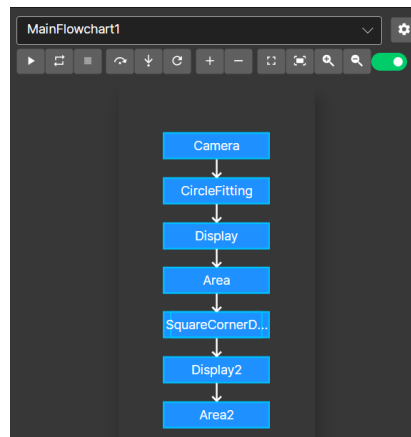 MainFlowchart1
Camera
CircleFitting
Display
Area
SquareCornerD...
Display2
Area2